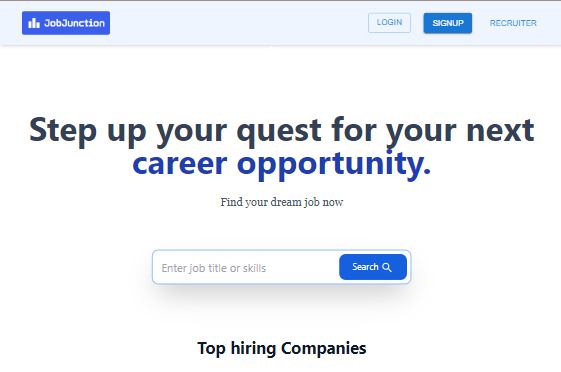 JobJunction
LOGIN
SIGNUP
RECRUITER
Step up your quest for your next
career opportunity.
Find your dream job now
Enter job title or skills
Search
Top hiring Companies